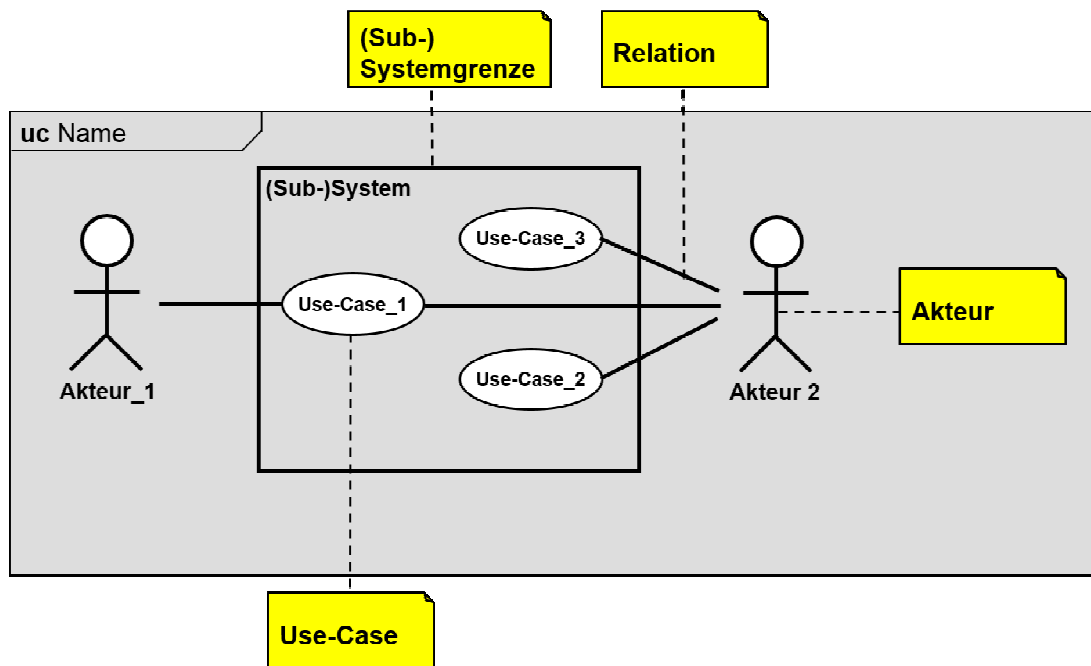 (Sub-)
Systemgrenze
Relation
uc Name
(Sub-)System
Use-Case_3
Use-Case_1
Use-Case_2
Akteur
Akteur_1
Akteur 2
Use-Case